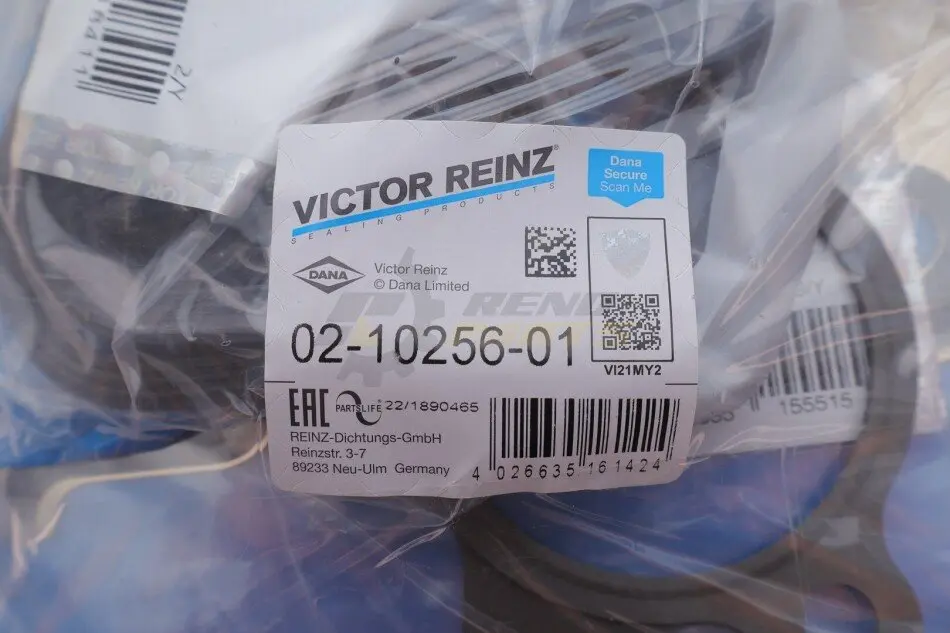 2/Y
VICTOR REINZ®
SEALING PRODUCTS
Dana
Secure
Scan Me
DANA
Victor Reinz
© Dana Limited
02-10256-01
VI21MY2
EAC
PARTSLIFE® 22/1890465
REINZ-Dichtungs-GmbH
Reinzstr. 3-7
89233 Neu-Ulm Germany
4 026635 161424
155515